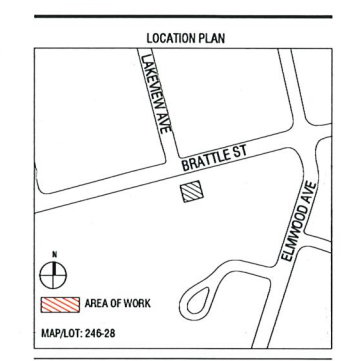 LOCATION PLAN
LAKEVIEW AVE
BRATTLE ST
ELMWOOD AVE
N
AREA OF WORK
MAP/LOT: 246-28